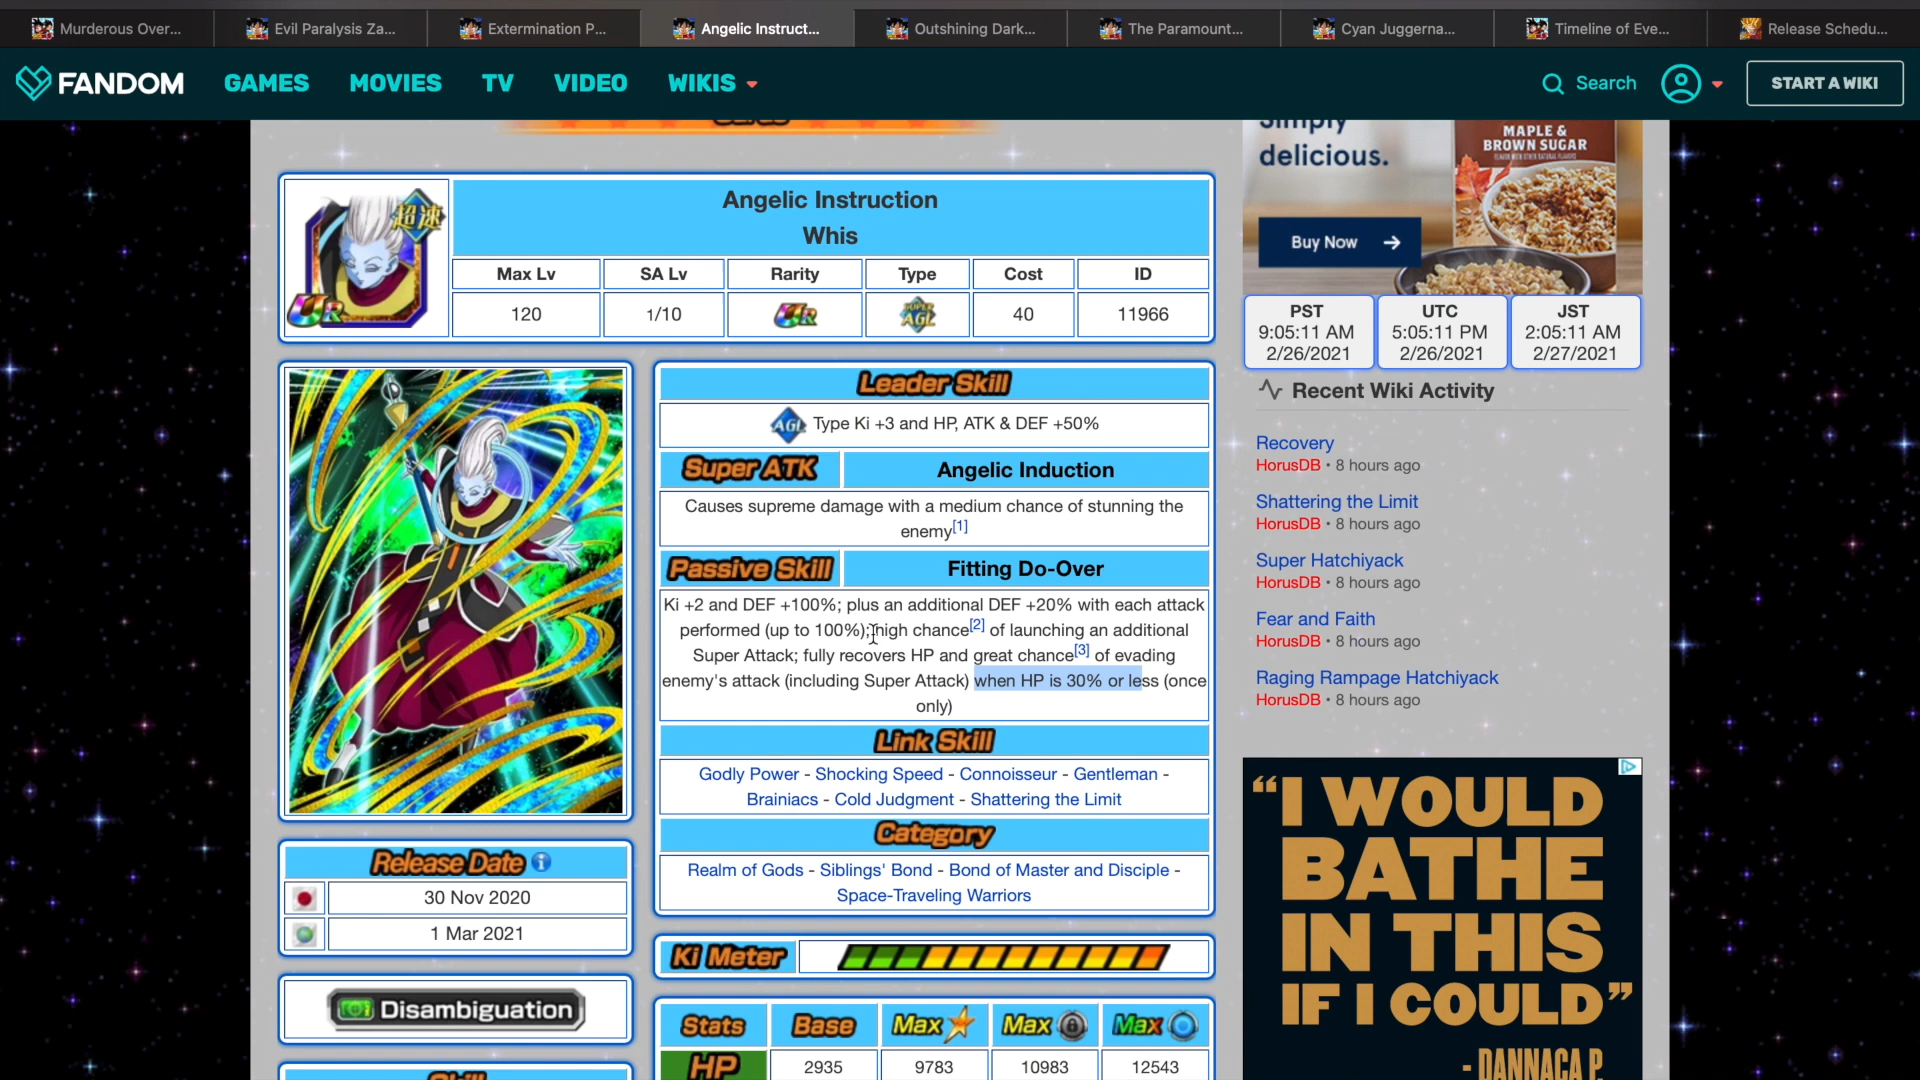 Murderous Over...
Evil Paralysis Za...
Extermination P...
Angelic Instruct...
Outshining Dark...
The Paramount...
Cyan Juggerna...
Timeline of Eve...
Release Schedu...
FANDOM
GAMES
MOVIES
TV
VIDEO
WIKIS
Search
START A WIKI
Cards
超速
UR
Angelic Instruction
Whis
Max Lv
SA Lv
Rarity
Type
Cost
ID
120
1/10
UR
SUPER AGL
40
11966
Leader Skill
AGL Type Ki +3 and HP, ATK & DEF +50%
Super ATK
Angelic Induction
Causes supreme damage with a medium chance of stunning the
enemy[1]
Passive Skill
Fitting Do-Over
Ki +2 and DEF +100%; plus an additional DEF +20% with each attack
performed (up to 100%); high chance[2] of launching an additional
Super Attack; fully recovers HP and great chance[3] of evading
enemy's attack (including Super Attack) when HP is 30% or less (once
only)
Link Skill
Godly Power - Shocking Speed - Connoisseur - Gentleman -
Brainiacs - Cold Judgment - Shattering the Limit
Category
Realm of Gods - Siblings' Bond - Bond of Master and Disciple -
Space-Traveling Warriors
Release Date
30 Nov 2020
1 Mar 2021
Disambiguation
Ki Meter
Stats
Base
Max
Max
Max
HP
2935
9783
10983
12543
Simply
delicious.
Buy Now
MAPLE &
BROWN SUGAR
PST
9:05:11 AM
2/26/2021
UTC
5:05:11 PM
2/26/2021
JST
2:05:11 AM
2/27/2021
Recent Wiki Activity
Recovery
HorusDB • 8 hours ago
Shattering the Limit
HorusDB • 8 hours ago
Super Hatchiyack
HorusDB • 8 hours ago
Fear and Faith
HorusDB • 8 hours ago
Raging Rampage Hatchiyack
HorusDB • 8 hours ago
“I WOULD
BATHE
IN THIS
IF I COULD”
- DANNACA P.